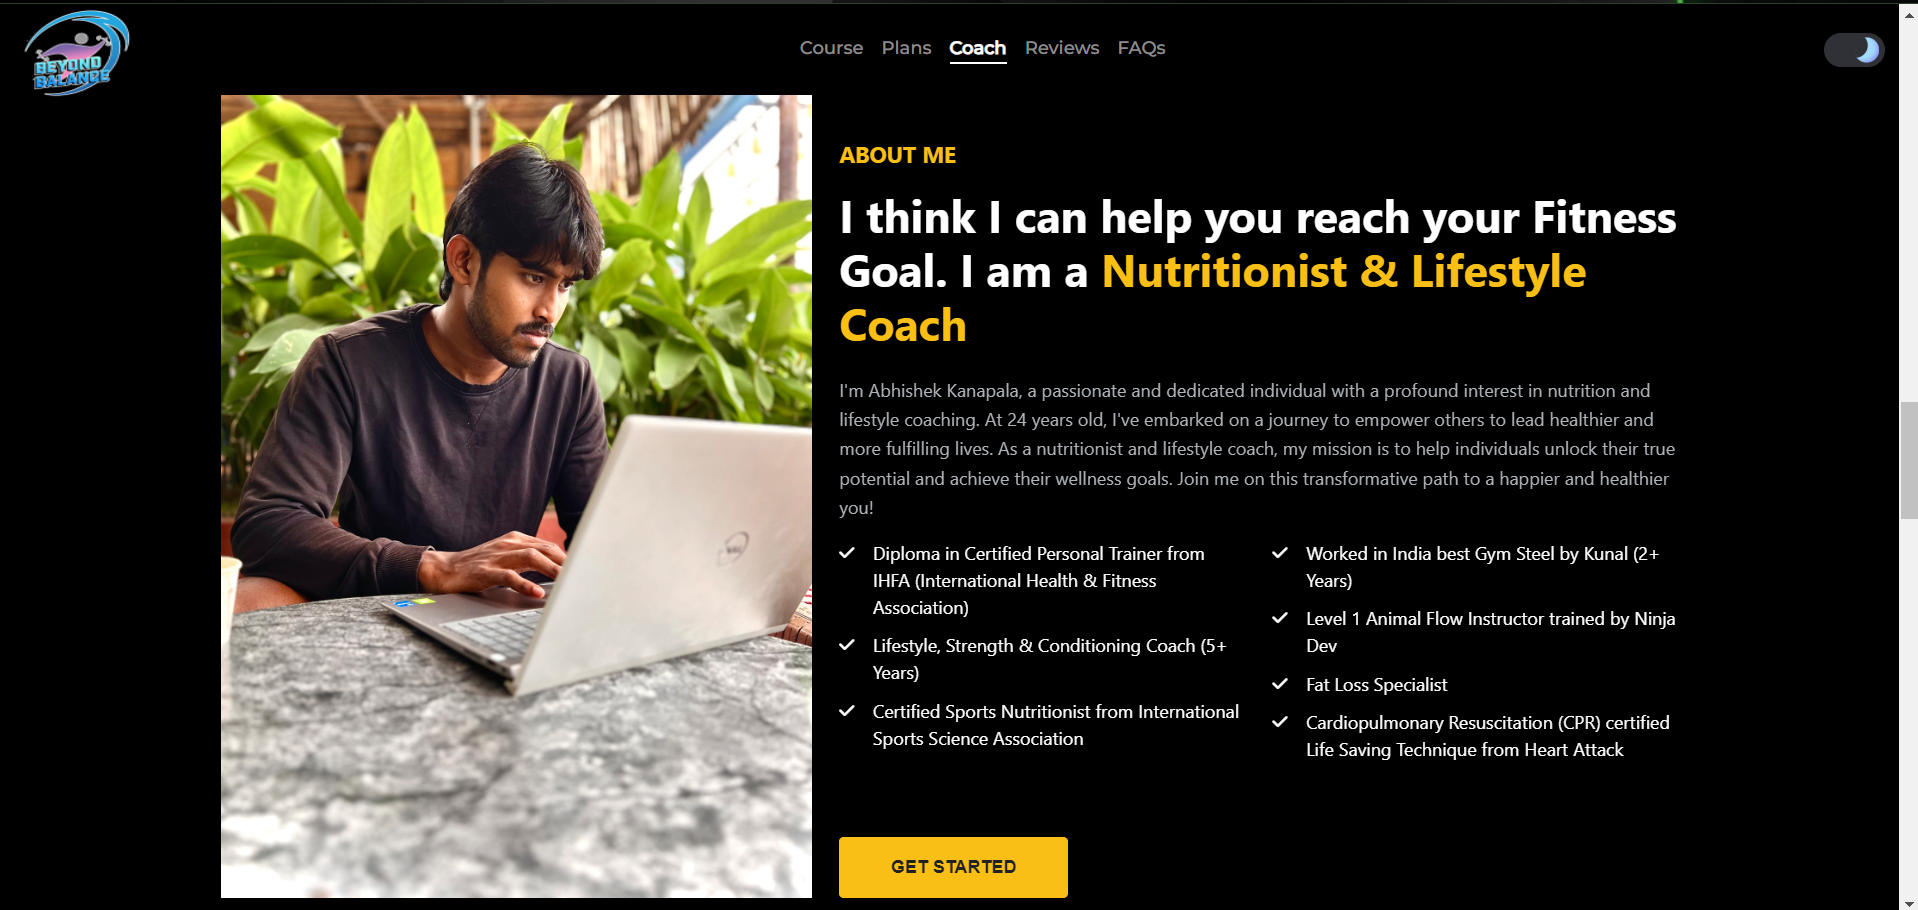 BEYOND
BALANCE
Course Plans Coach Reviews FAQs
ABOUT ME
I think I can help you reach your Fitness
Goal. I am a Nutritionist & Lifestyle
Coach
I'm Abhishek Kanapala, a passionate and dedicated individual with a profound interest in nutrition and
lifestyle coaching. At 24 years old, I've embarked on a journey to empower others to lead healthier and
more fulfilling lives. As a nutritionist and lifestyle coach, my mission is to help individuals unlock their true
potential and achieve their wellness goals. Join me on this transformative path to a happier and healthier
you!
Diploma in Certified Personal Trainer from
IHFA (International Health & Fitness
Association)
Lifestyle, Strength & Conditioning Coach (5+
Years)
Certified Sports Nutritionist from International
Sports Science Association
Worked in India best Gym Steel by Kunal (2+
Years)
Level 1 Animal Flow Instructor trained by Ninja
Dev
Fat Loss Specialist
Cardiopulmonary Resuscitation (CPR) certified
Life Saving Technique from Heart Attack
GET STARTED
DELL